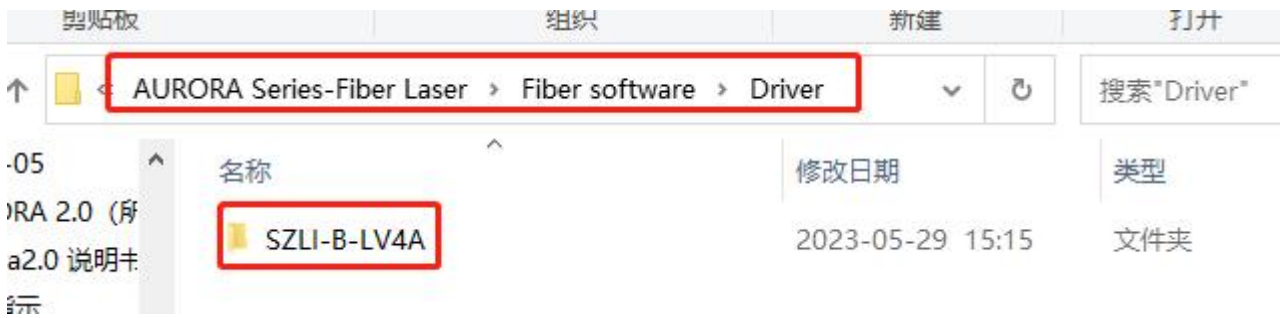 剪贴板 组织 新建 打开
« AURORA Series-Fiber Laser › Fiber software › Driver 搜索"Driver"
-05 名称 修改日期 类型
RA 2.0（所
SZLI-B-LV4A 2023-05-29 15:15 文件夹
a2.0 说明书
指示